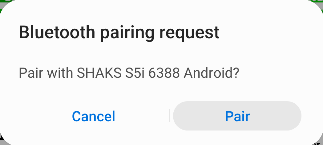 Bluetooth pairing request
Pair with SHAKS S5i 6388 Android?
Cancel
Pair